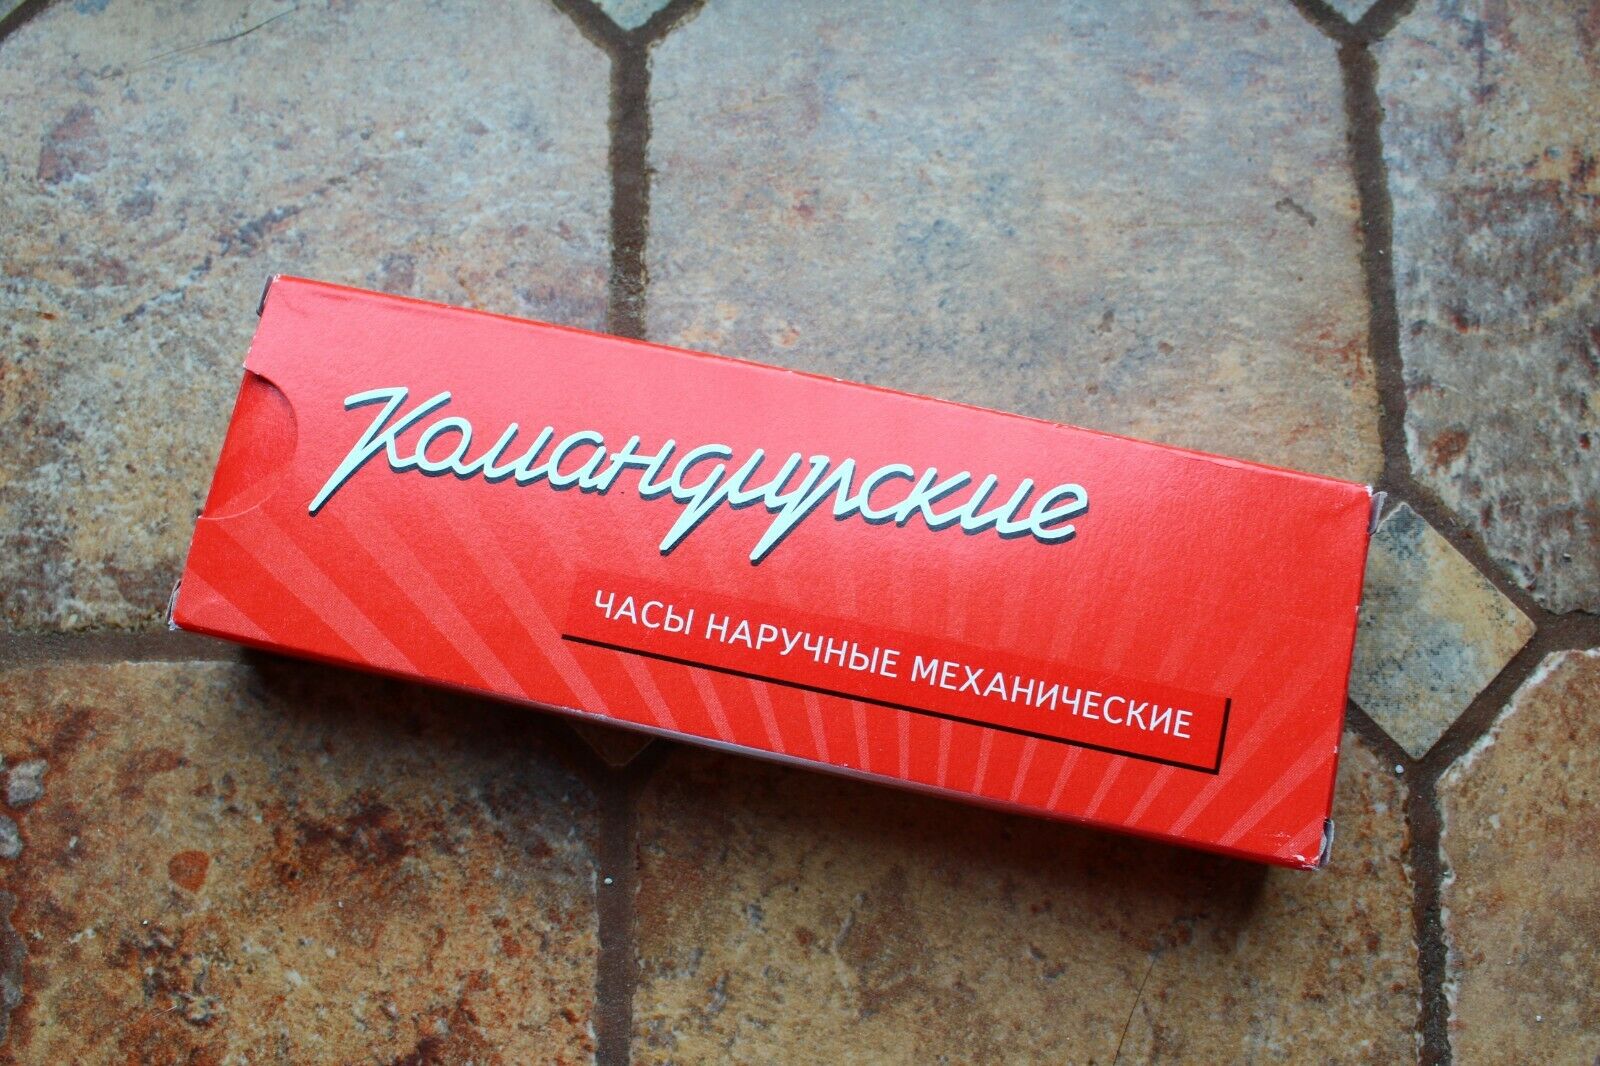 Командирские
ЧАСЫ НАРУЧНЫЕ МЕХАНИЧЕСКИЕ